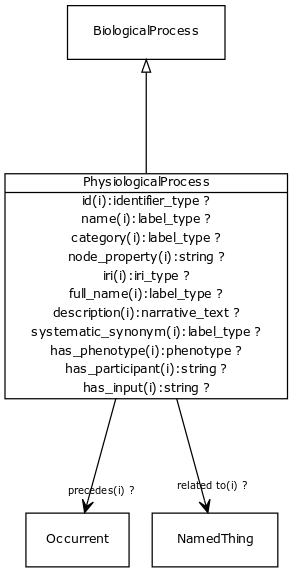 BiologicalProcess
PhysiologicalProcess
id(i):identifier_type ?
name(i):label_type ?
category(i):label_type ?
node_property(i):string ?
iri(i):iri_type ?
full_name(i):label_type ?
description(i):narrative_text ?
systematic_synonym(i):label_type ?
has_phenotype(i):phenotype ?
has_participant(i):string ?
has_input(i):string ?
precedes(i) ?
related to(i) ?
Occurrent
NamedThing